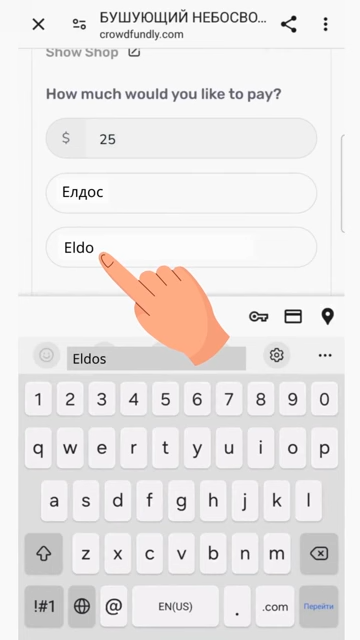 БУШУЮЩИЙ НЕБОСВО...
crowdfundly.com
Show Shop
How much would you like to pay?
$ 25
Елдос
Eldo
Eldos
1 2 3 4 5 6 7 8 9 0
q w e r t y u i o p
a s d f g h j k l
z x c v b n m
!#1 @ EN(US) . .com Перейти